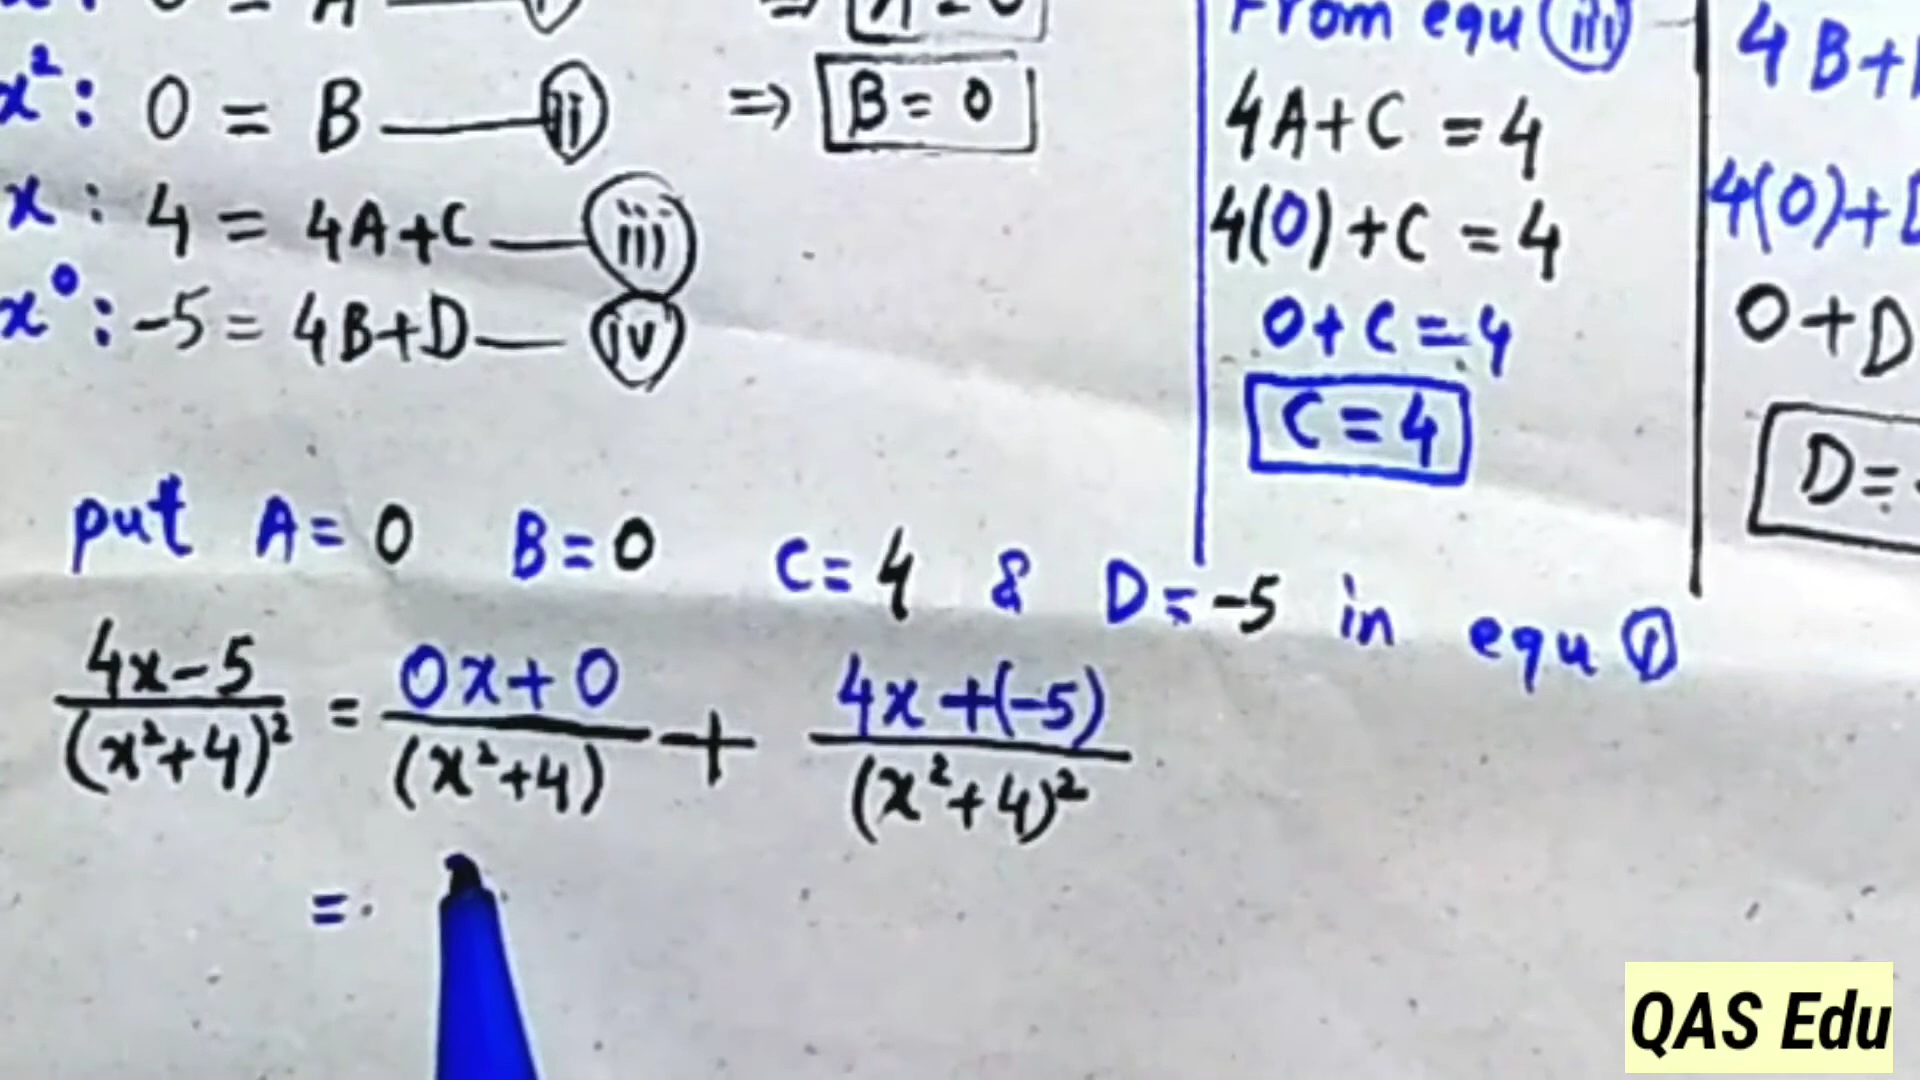 0 = A
x²: 0 = B —— (ii) ⇒ B = 0
x: 4 = 4A+C —— (iii)
x⁰: -5 = 4B+D —— (iv)
From equ (iii)
4A+C = 4
4(0)+C = 4
0+C = 4
C = 4
4B+
4(0)+
0+D
D=
put A = 0 B = 0 C = 4 & D = -5 in equ ①
4x-5/(x²+4)² = 0x+0/(x²+4) + 4x+(-5)/(x²+4)²
=
QAS Edu